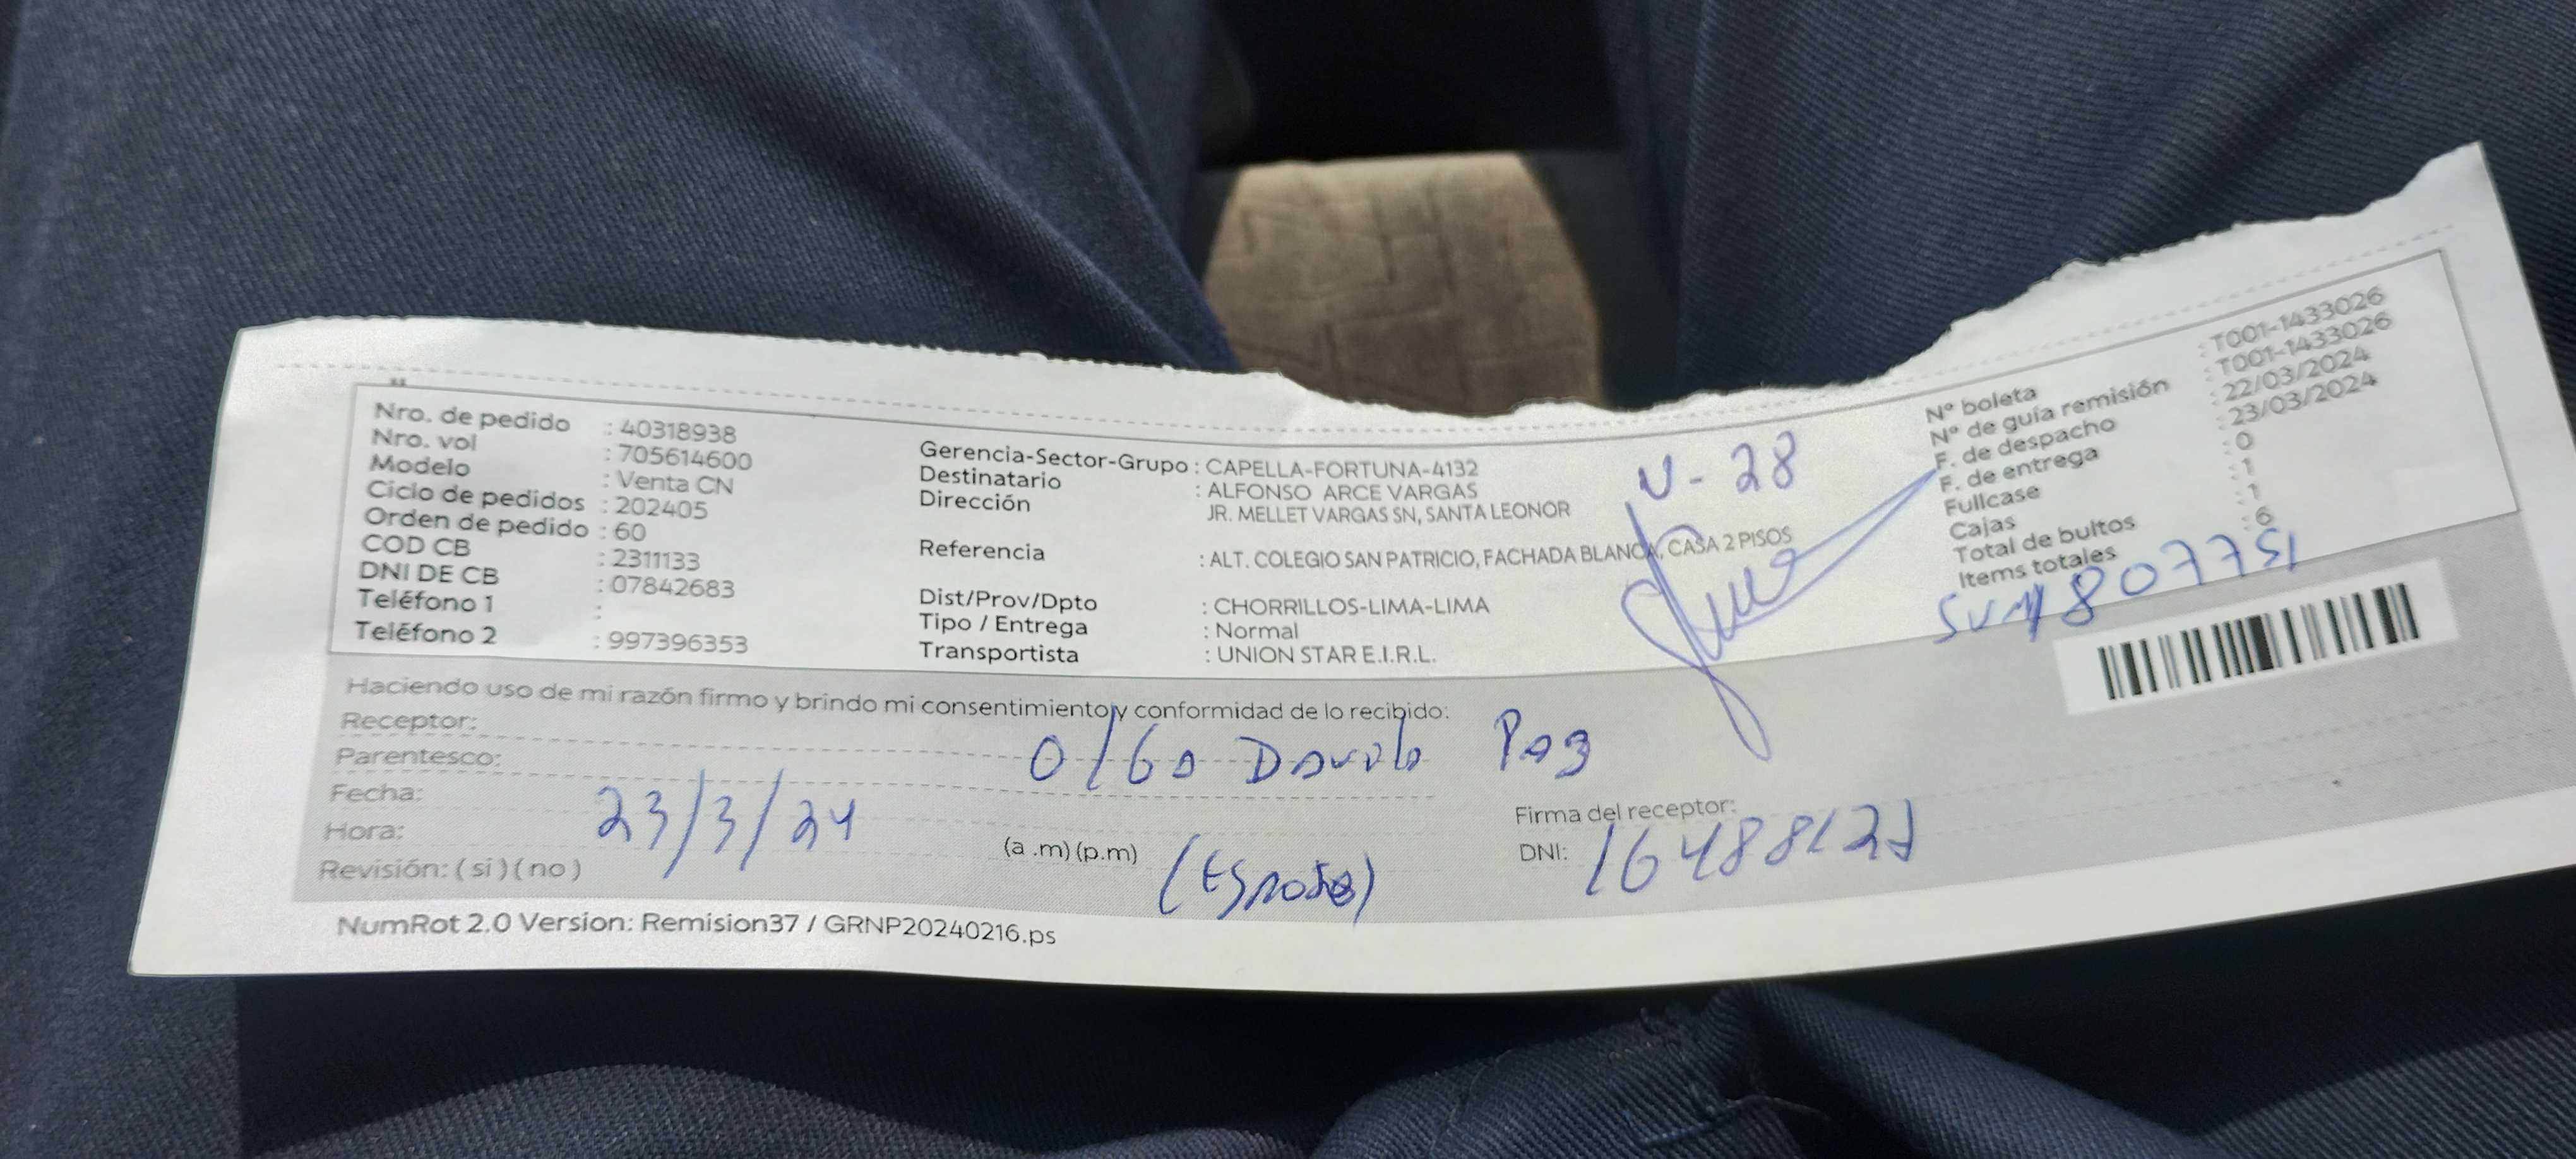 Nro. de pedido : 40318938
Nro. vol : 705614600
Modelo : Venta CN
Ciclo de pedidos : 202405
Orden de pedido : 60
COD CB : 2311133
DNI DE CB : 07842683
Teléfono 1 :
Teléfono 2 : 997396353
Gerencia-Sector-Grupo : CAPELLA-FORTUNA-4132
Destinatario : ALFONSO ARCE VARGAS
Dirección JR. MELLET VARGAS SN, SANTA LEONOR
Referencia : ALT. COLEGIO SAN PATRICIO, FACHADA BLANCA, CASA 2 PISOS
Dist/Prov/Dpto : CHORRILLOS-LIMA-LIMA
Tipo / Entrega : Normal
Transportista : UNION STAR E.I.R.L.
Nº boleta : T001-1433026
Nº de guía remisión : T001-1433026
F. de despacho : 22/03/2024
F. de entrega : 23/03/2024
Fullcase : 0
Cajas : 1
Total de bultos : 1
Items totales : 6
Haciendo uso de mi razón firmo y brindo mi consentimiento y conformidad de lo recibido:
Receptor: Olga Davila Paz
Parentesco:
Fecha: 23/3/24
Hora: (a .m) (p.m)
Revisión: ( si ) ( no )
Firma del receptor:
DNI:
NumRot 2.0 Version: Remision37 / GRNP20240216.ps